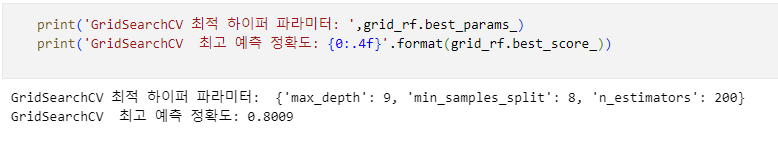 print('GridSearchCV 최적 하이퍼 파라미터: ',grid_rf.best_params_)
print('GridSearchCV  최고 예측 정확도: {0:.4f}'.format(grid_rf.best_score_))
GridSearchCV 최적 하이퍼 파라미터:  {'max_depth': 9, 'min_samples_split': 8, 'n_estimators': 200}
GridSearchCV  최고 예측 정확도: 0.8009